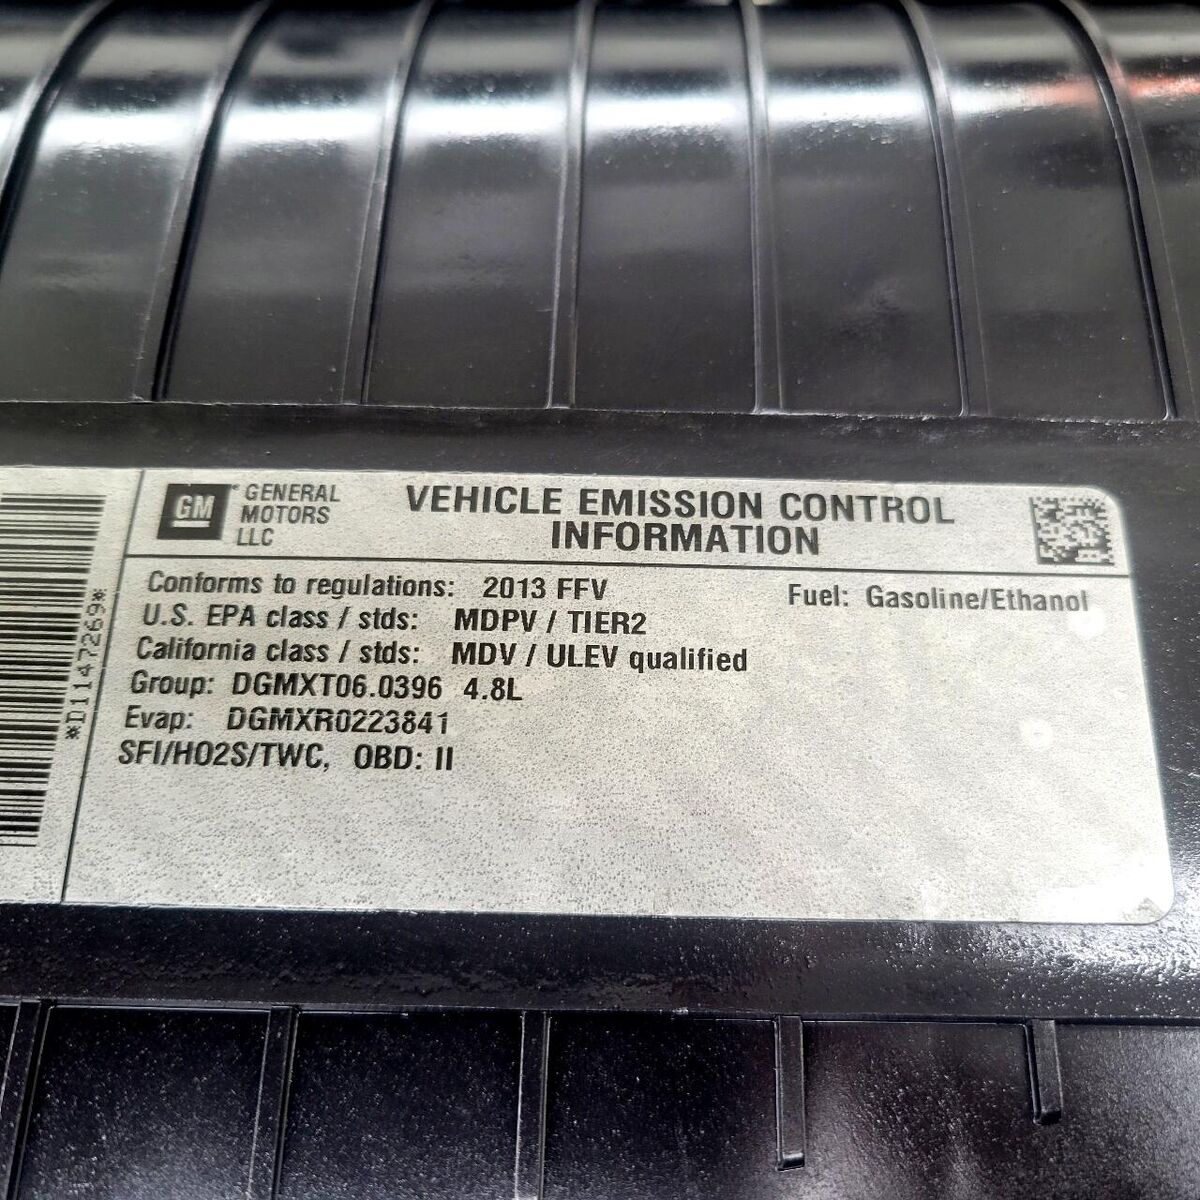 *D11472269*
GM
GENERAL
MOTORS
LLC
VEHICLE EMISSION CONTROL
INFORMATION
Conforms to regulations: 2013 FFV
Fuel: Gasoline/Ethanol
U.S. EPA class / stds: MDPV / TIER2
California class / stds: MDV / ULEV qualified
Group: DGMXT06.0396 4.8L
Evap: DGMXR0223841
SFI/HO2S/TWC, OBD: II